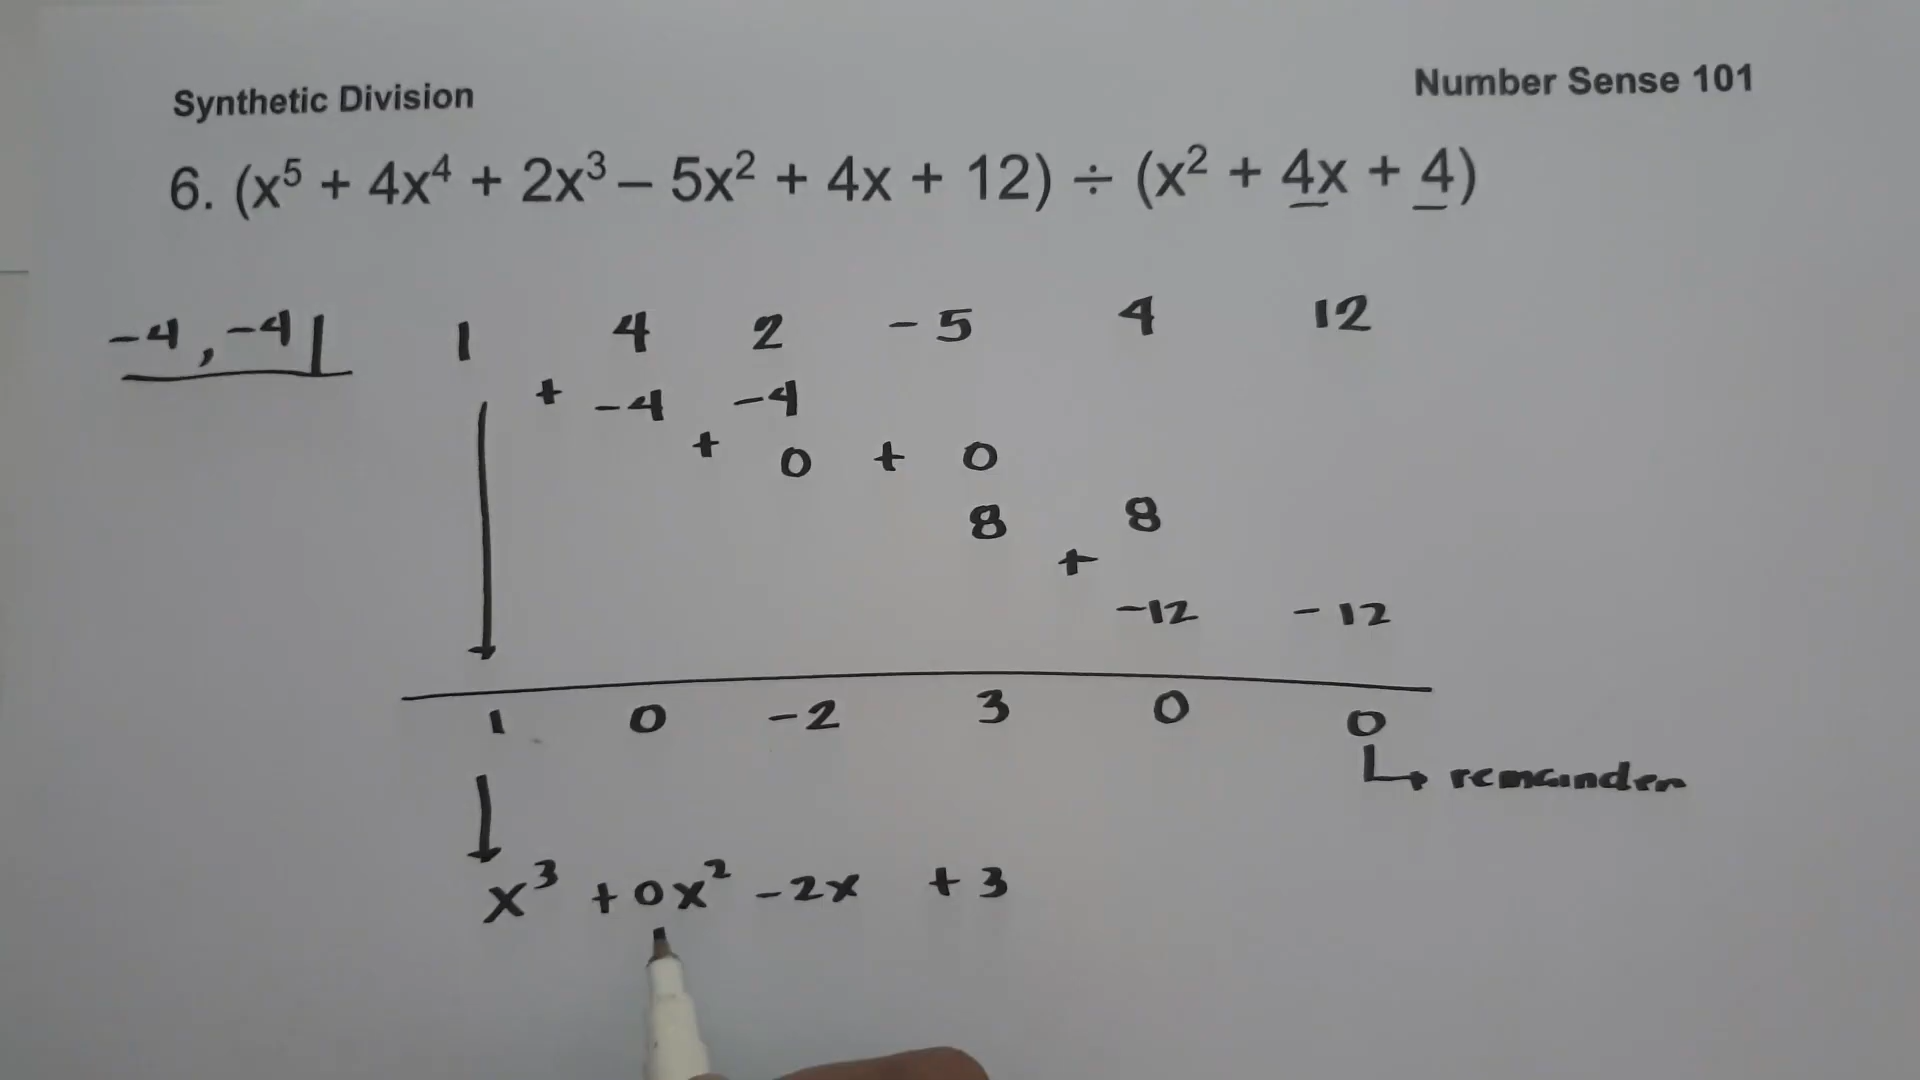 Synthetic Division
Number Sense 101
6. (x⁵ + 4x⁴ + 2x³ – 5x² + 4x + 12) ÷ (x² + 4x + 4)
-4, -4 1 4 2 -5 4 12
+ -4 -4
+ 0 + 0
8 8
+
-12 -12
1 0 -2 3 0 0
remainder
x³ + 0x² - 2x + 3